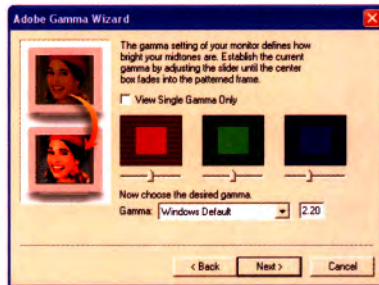 Adobe Gamma Wizard
The gamma setting of your monitor defines how
bright your midtones are. Establish the current
gamma by adjusting the slider until the center
box fades into the patterned frame.
View Single Gamma Only
Now choose the desired gamma.
Gamma: Windows Default 2.20
< Back Next > Cancel